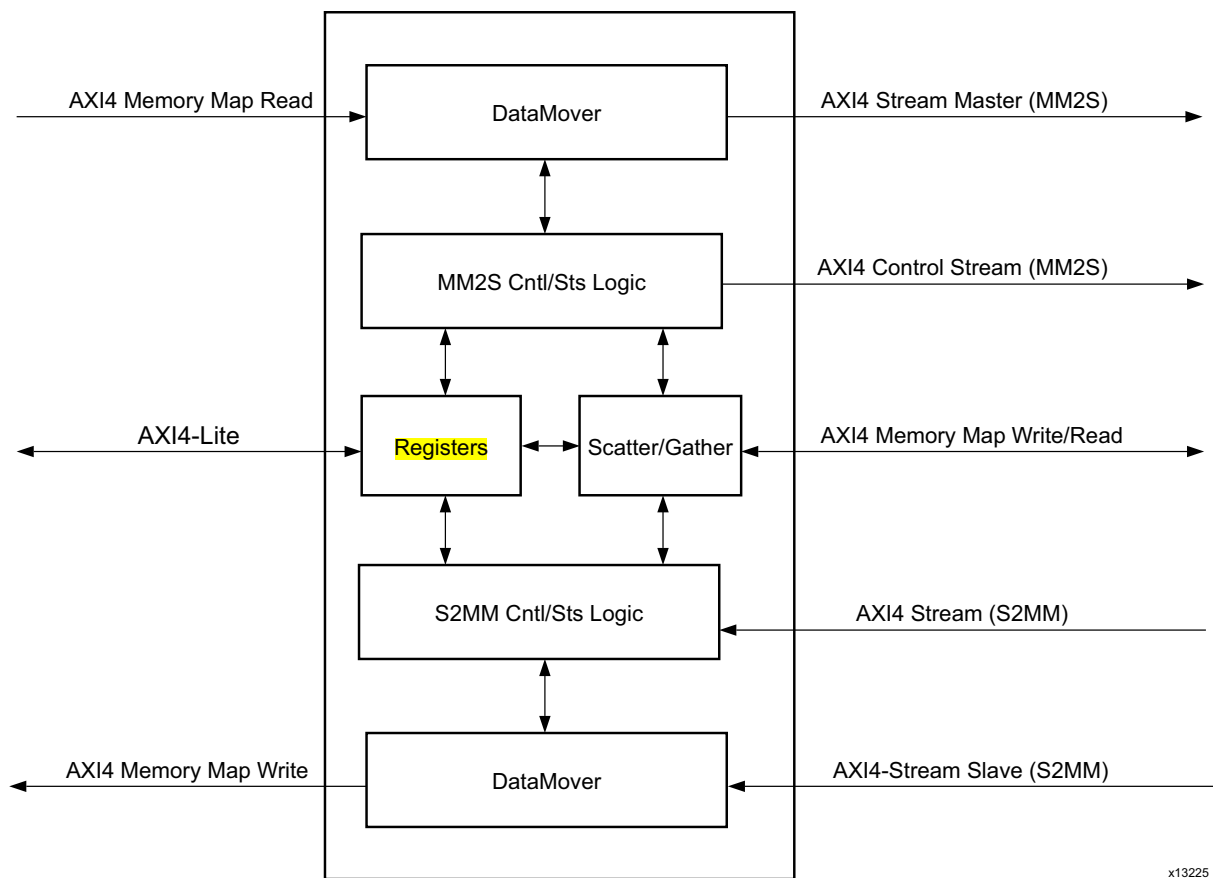 AXI4 Memory Map Read
DataMover
AXI4 Stream Master (MM2S)
MM2S Cntl/Sts Logic
AXI4 Control Stream (MM2S)
AXI4-Lite
Registers
Scatter/Gather
AXI4 Memory Map Write/Read
S2MM Cntl/Sts Logic
AXI4 Stream (S2MM)
AXI4 Memory Map Write
DataMover
AXI4-Stream Slave (S2MM)
x13225